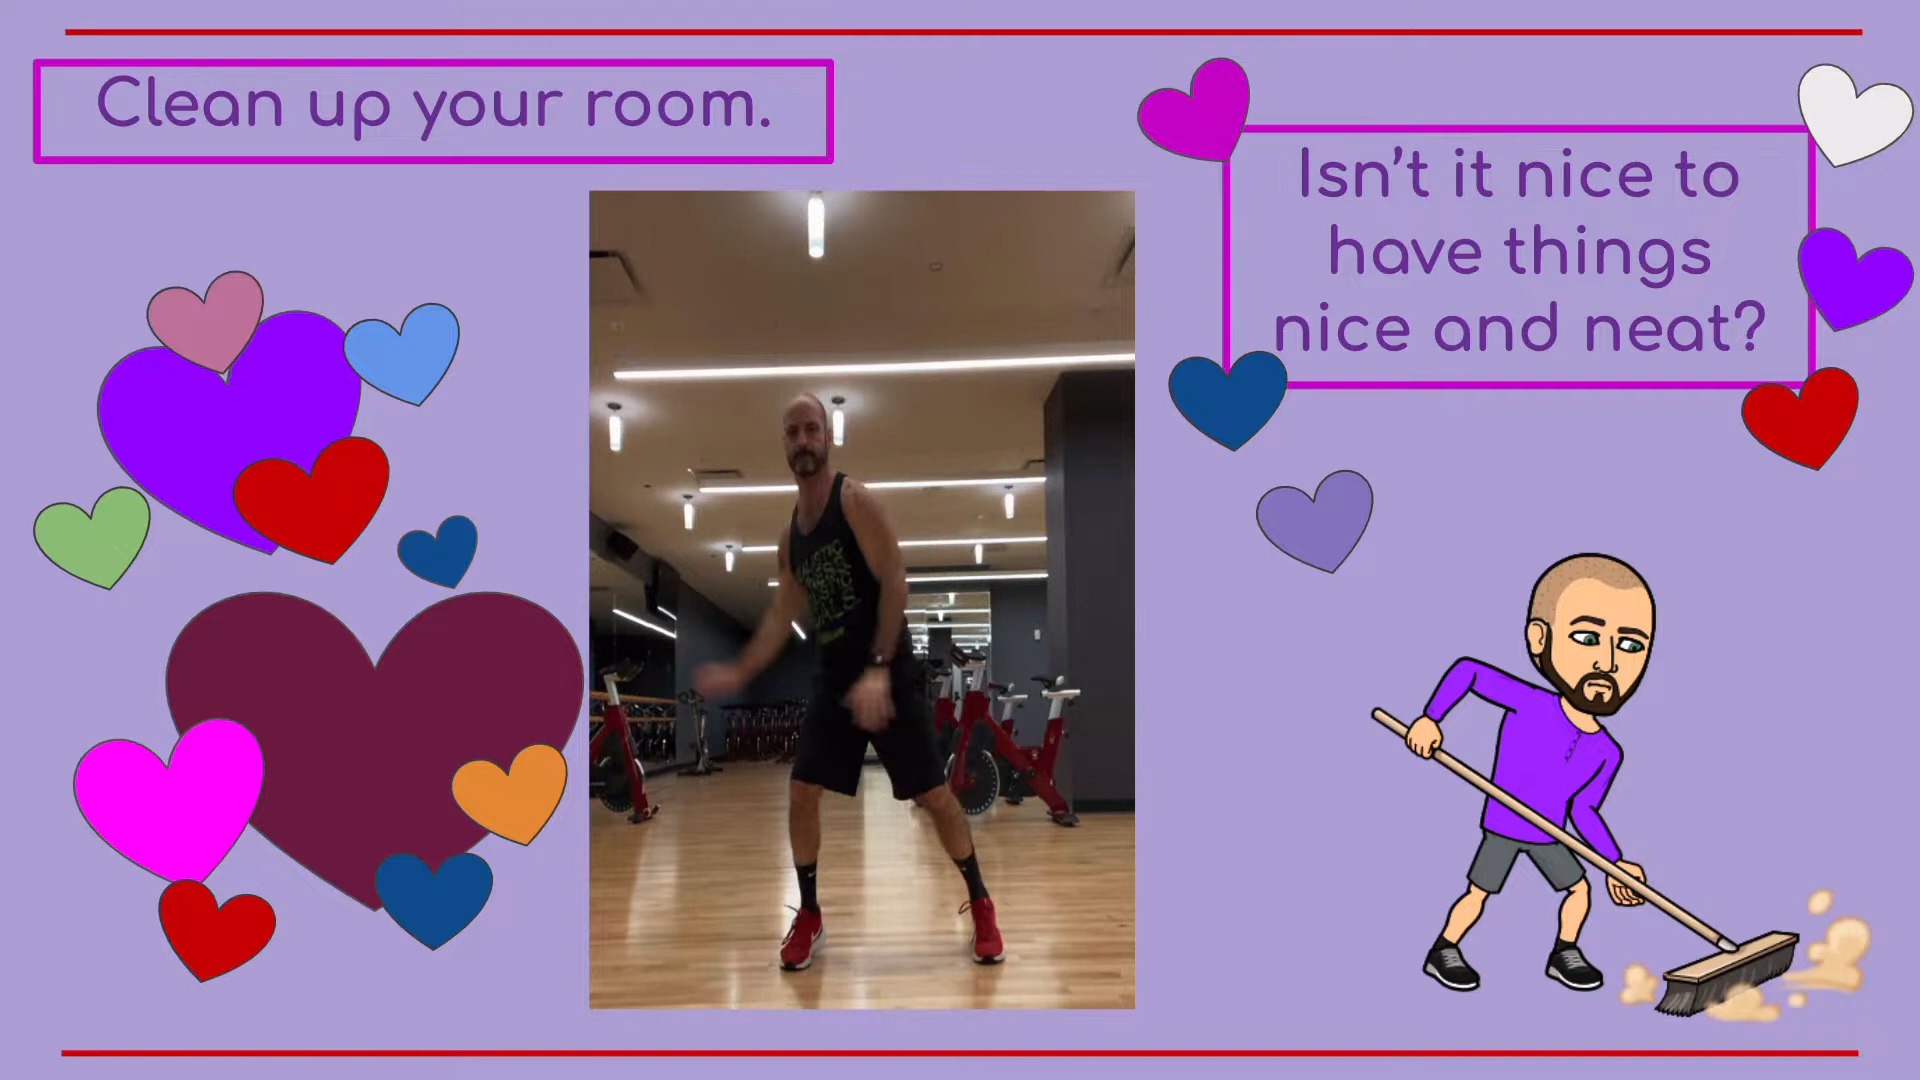 Clean up your room.
Isn't it nice to
have things
nice and neat?